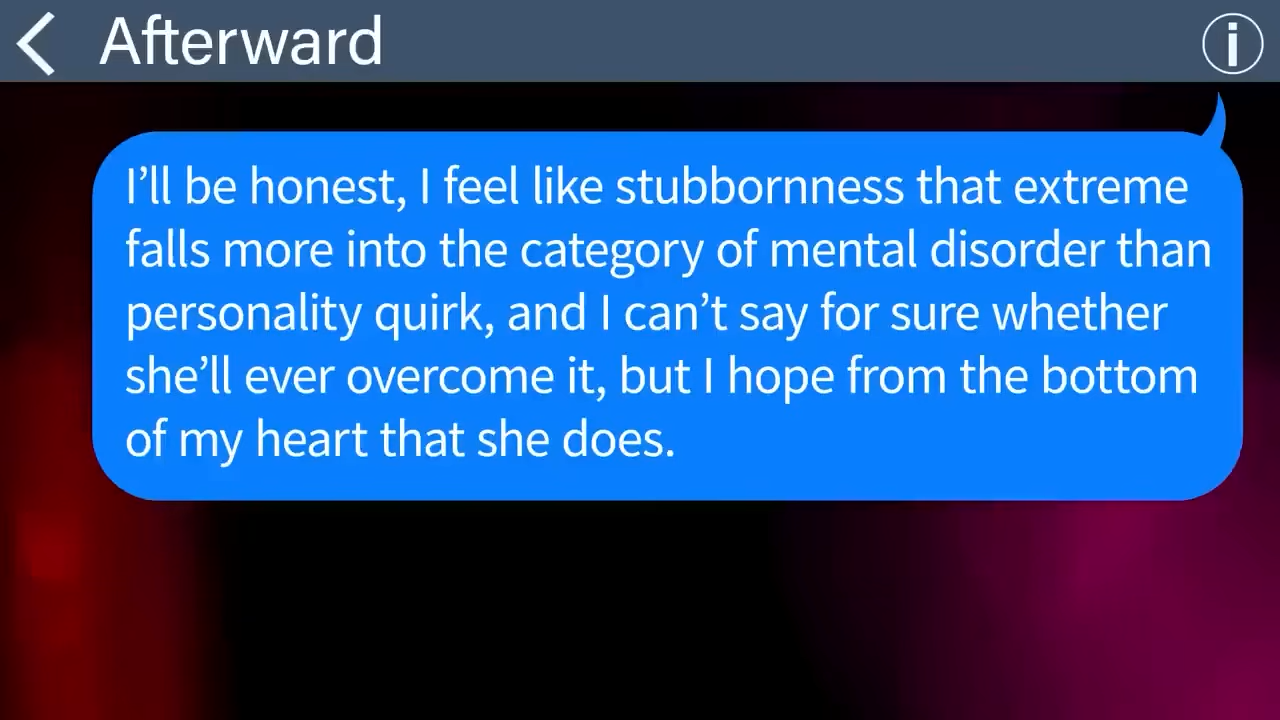 Afterward
I’ll be honest, I feel like stubbornness that extreme
falls more into the category of mental disorder than
personality quirk, and I can’t say for sure whether
she’ll ever overcome it, but I hope from the bottom
of my heart that she does.